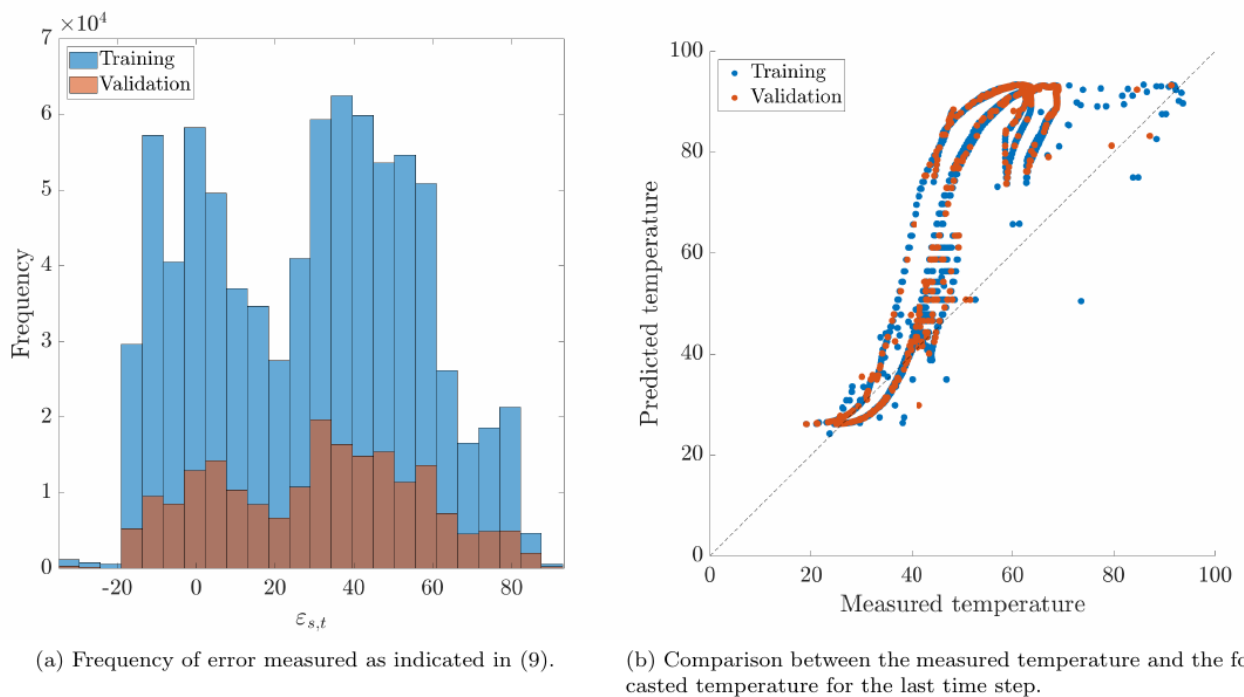 ×10⁴
7
6
5
4
3
2
1
0
Frequency
Training
Validation
-20 0 20 40 60 80
ε_{s,t}
(a) Frequency of error measured as indicated in (9).
100
80
60
40
20
0
Predicted temperature
Training
Validation
0 20 40 60 80 100
Measured temperature
(b) Comparison between the measured temperature and the fo
casted temperature for the last time step.